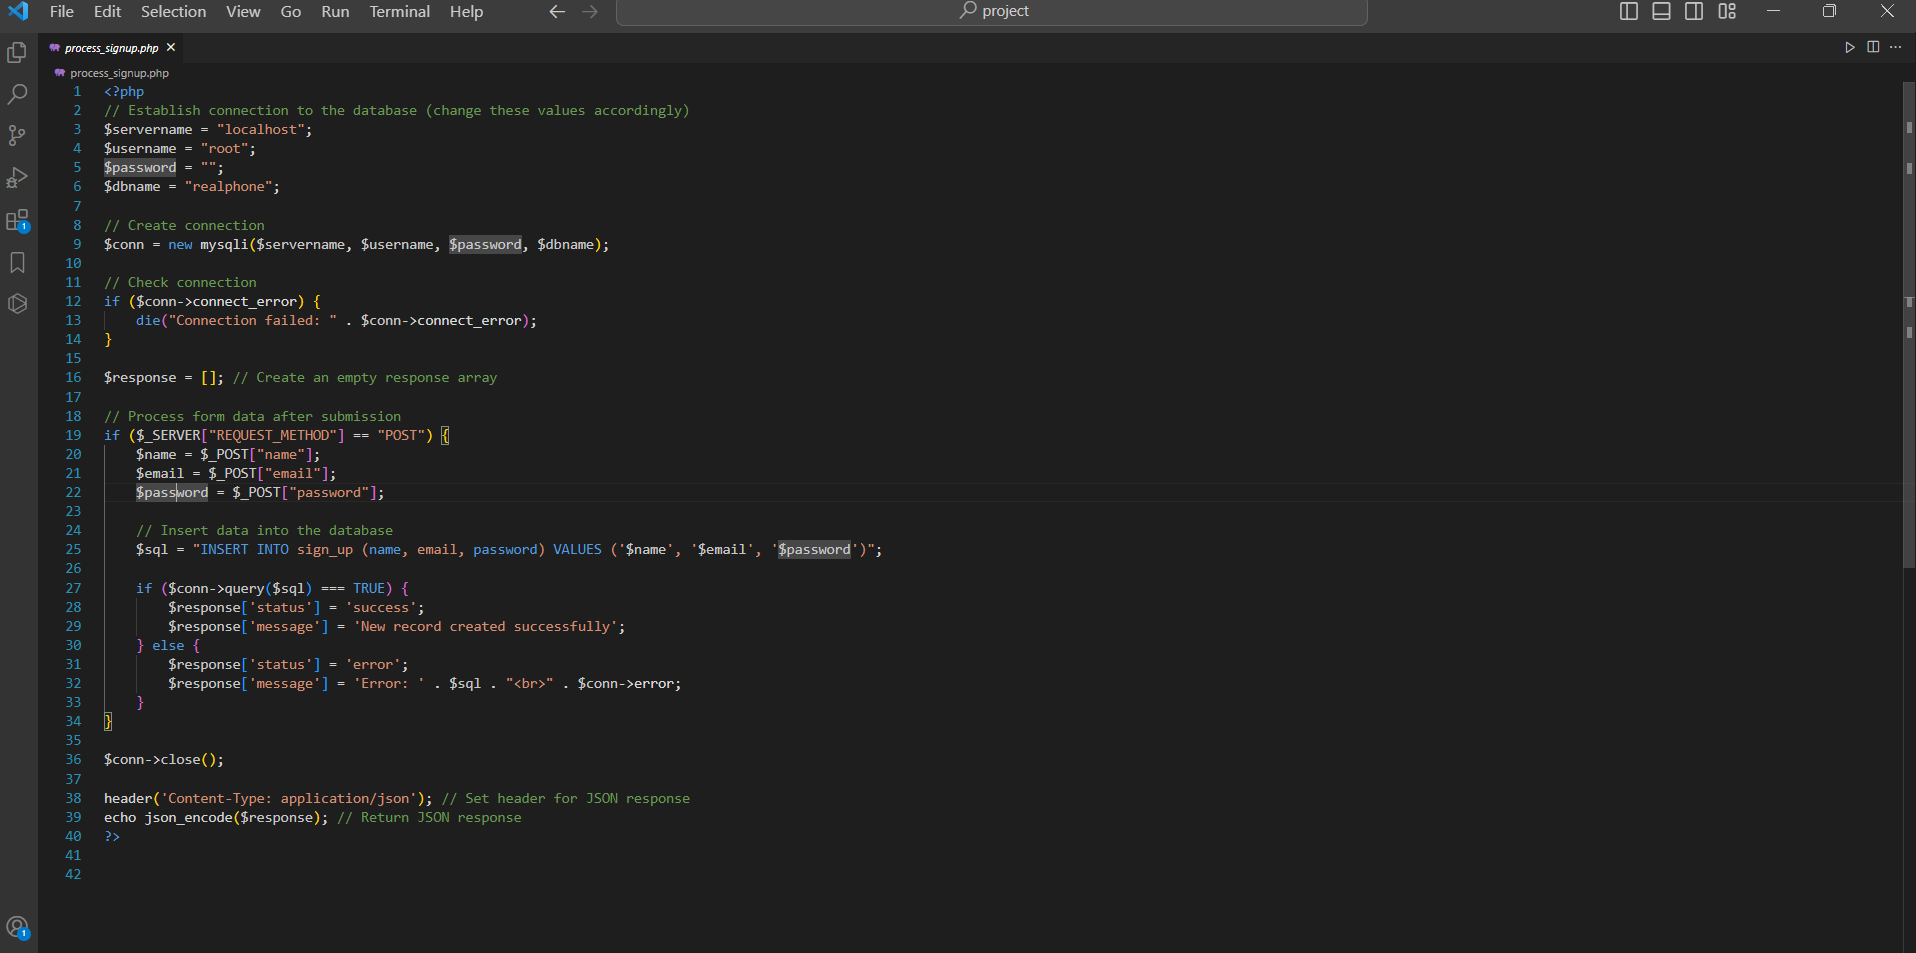 File Edit Selection View Go Run Terminal Help
project
process_signup.php
process_signup.php
1 <?php
2 // Establish connection to the database (change these values accordingly)
3 $servername = "localhost";
4 $username = "root";
5 $password = "";
6 $dbname = "realphone";
7
8 // Create connection
9 $conn = new mysqli($servername, $username, $password, $dbname);
10
11 // Check connection
12 if ($conn->connect_error) {
13     die("Connection failed: " . $conn->connect_error);
14 }
15
16 $response = []; // Create an empty response array
17
18 // Process form data after submission
19 if ($_SERVER["REQUEST_METHOD"] == "POST") {
20     $name = $_POST["name"];
21     $email = $_POST["email"];
22     $password = $_POST["password"];
23
24     // Insert data into the database
25     $sql = "INSERT INTO sign_up (name, email, password) VALUES ('$name', '$email', '$password')";
26
27     if ($conn->query($sql) === TRUE) {
28         $response['status'] = 'success';
29         $response['message'] = 'New record created successfully';
30     } else {
31         $response['status'] = 'error';
32         $response['message'] = 'Error: ' . $sql . "<br>" . $conn->error;
33     }
34 }
35
36 $conn->close();
37
38 header('Content-Type: application/json'); // Set header for JSON response
39 echo json_encode($response); // Return JSON response
40 ?>
41
42
1
1